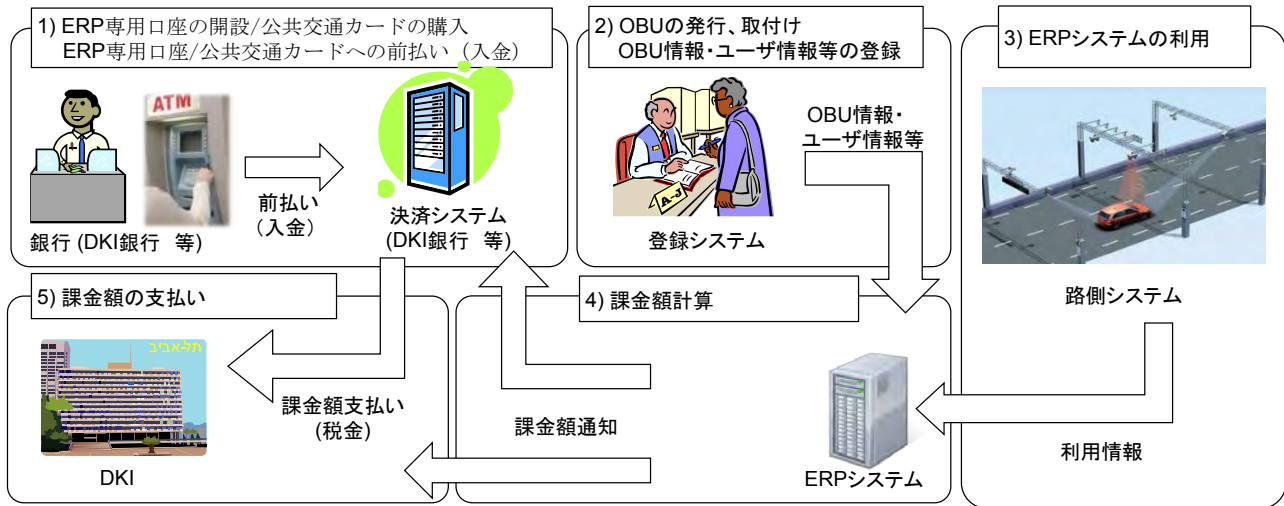 1) ERP専用口座の開設/公共交通カードの購入
ERP専用口座/公共交通カードへの前払い（入金）
ATM
銀行 (DKI銀行 等)
前払い
（入金）
決済システム
(DKI銀行 等)
2) OBUの発行、取付け
OBU情報・ユーザ情報等の登録
A-J
登録システム
OBU情報・
ユーザ情報等
3) ERPシステムの利用
路側システム
利用情報
4) 課金額計算
ERPシステム
課金額通知
5) 課金額の支払い
תל-אביב
DKI
課金額支払い
(税金)